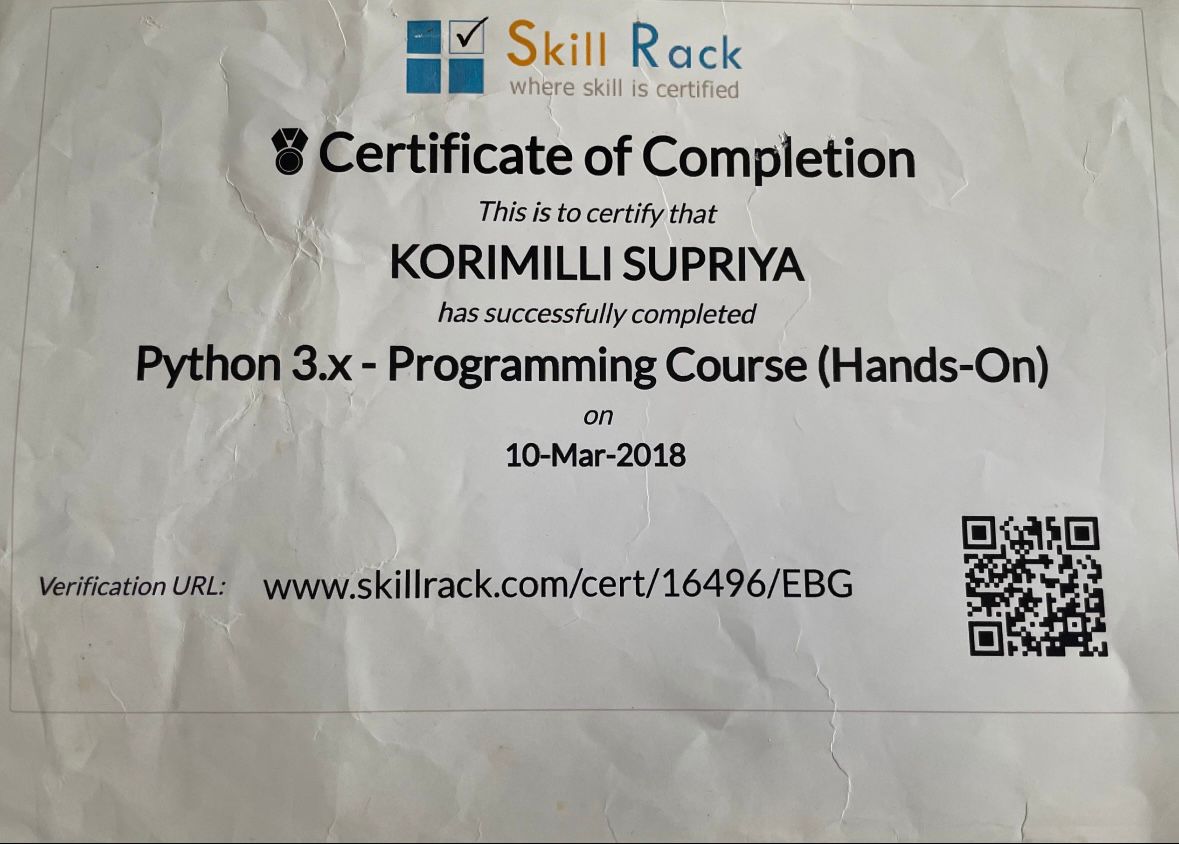 Skill Rack
where skill is certified
Certificate of Completion
This is to certify that
KORIMILLI SUPRIYA
has successfully completed
Python 3.x - Programming Course (Hands-On)
on
10-Mar-2018
Verification URL: www.skillrack.com/cert/16496/EBG